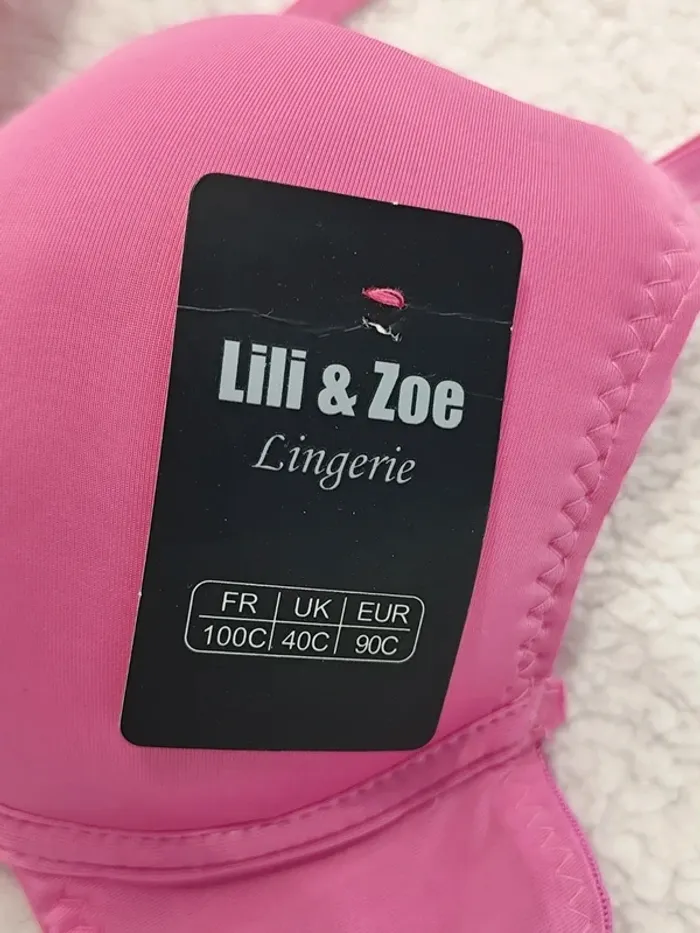 Lili & Zoe
Lingerie
FR UK EUR
100C 40C 90C